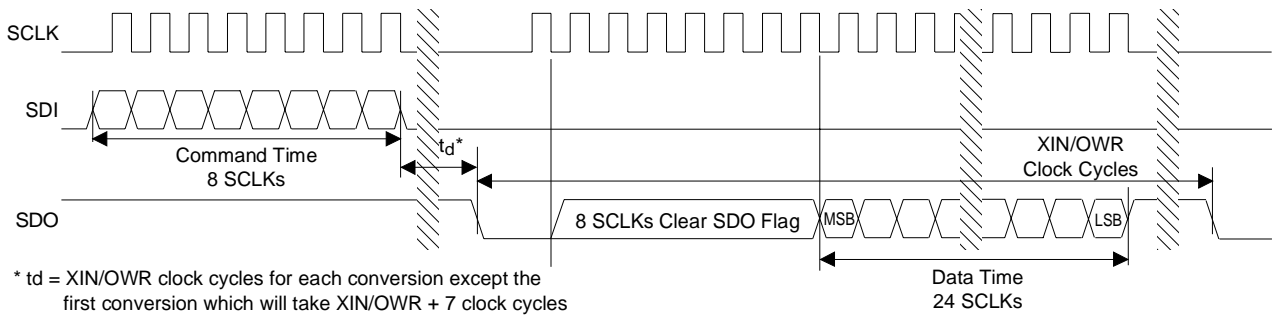 SCLK
SDI
Command Time
8 SCLKs
td*
XIN/OWR
Clock Cycles
SDO
8 SCLKs Clear SDO Flag
MSB
LSB
Data Time
24 SCLKs
* td = XIN/OWR clock cycles for each conversion except the
first conversion which will take XIN/OWR + 7 clock cycles